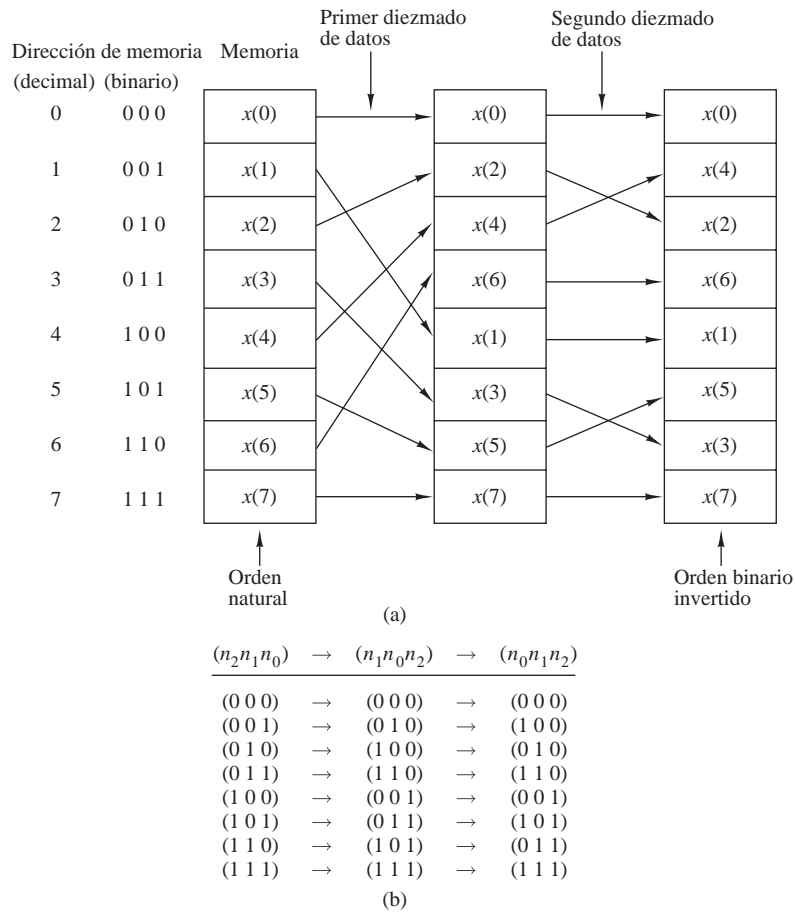 Primer diezmado de datos
Segundo diezmado de datos
Dirección de memoria Memoria
(decimal) (binario)
0 0 0 0 x(0) x(0) x(0)
1 0 0 1 x(1) x(2) x(4)
2 0 1 0 x(2) x(4) x(2)
3 0 1 1 x(3) x(6) x(6)
4 1 0 0 x(4) x(1) x(1)
5 1 0 1 x(5) x(3) x(5)
6 1 1 0 x(6) x(5) x(3)
7 1 1 1 x(7) x(7) x(7)
Orden natural
Orden binario invertido
(a)
(n₂n₁n₀) → (n₁n₀n₂) → (n₀n₁n₂)
(0 0 0) → (0 0 0) → (0 0 0)
(0 0 1) → (0 1 0) → (1 0 0)
(0 1 0) → (1 0 0) → (0 1 0)
(0 1 1) → (1 1 0) → (1 1 0)
(1 0 0) → (0 0 1) → (0 0 1)
(1 0 1) → (0 1 1) → (1 0 1)
(1 1 0) → (1 0 1) → (0 1 1)
(1 1 1) → (1 1 1) → (1 1 1)
(b)